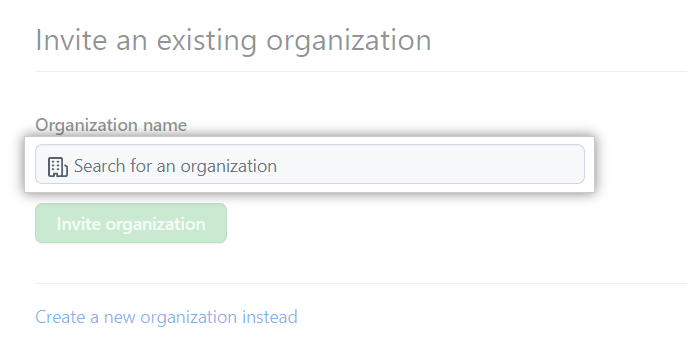 Invite an existing organization
Organization name
Search for an organization
Invite organization
Create a new organization instead